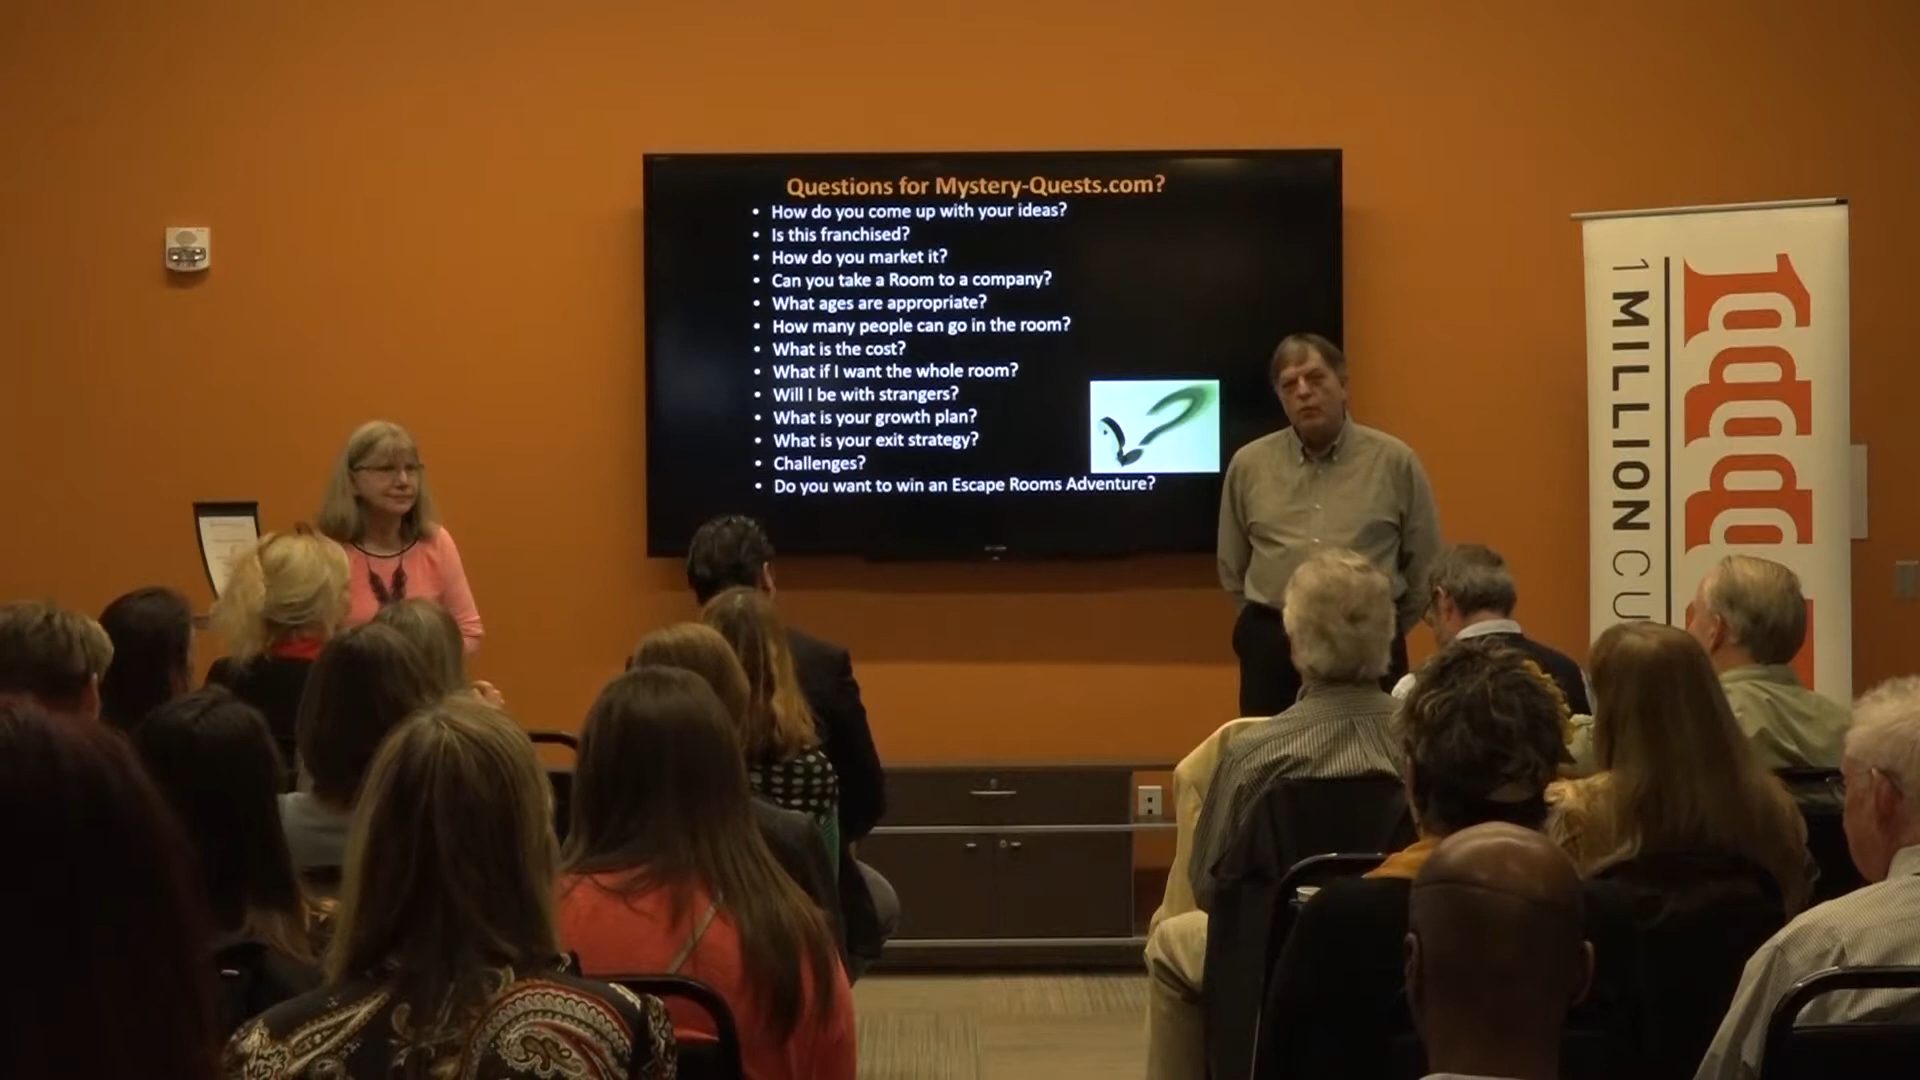 Questions for Mystery-Quests.com?
• How do you come up with your ideas?
• Is this franchised?
• How do you market it?
• Can you take a Room to a company?
• What ages are appropriate?
• How many people can go in the room?
• What is the cost?
• What if I want the whole room?
• Will I be with strangers?
• What is your growth plan?
• What is your exit strategy?
• Challenges?
• Do you want to win an Escape Rooms Adventure?
1 MILLION CU